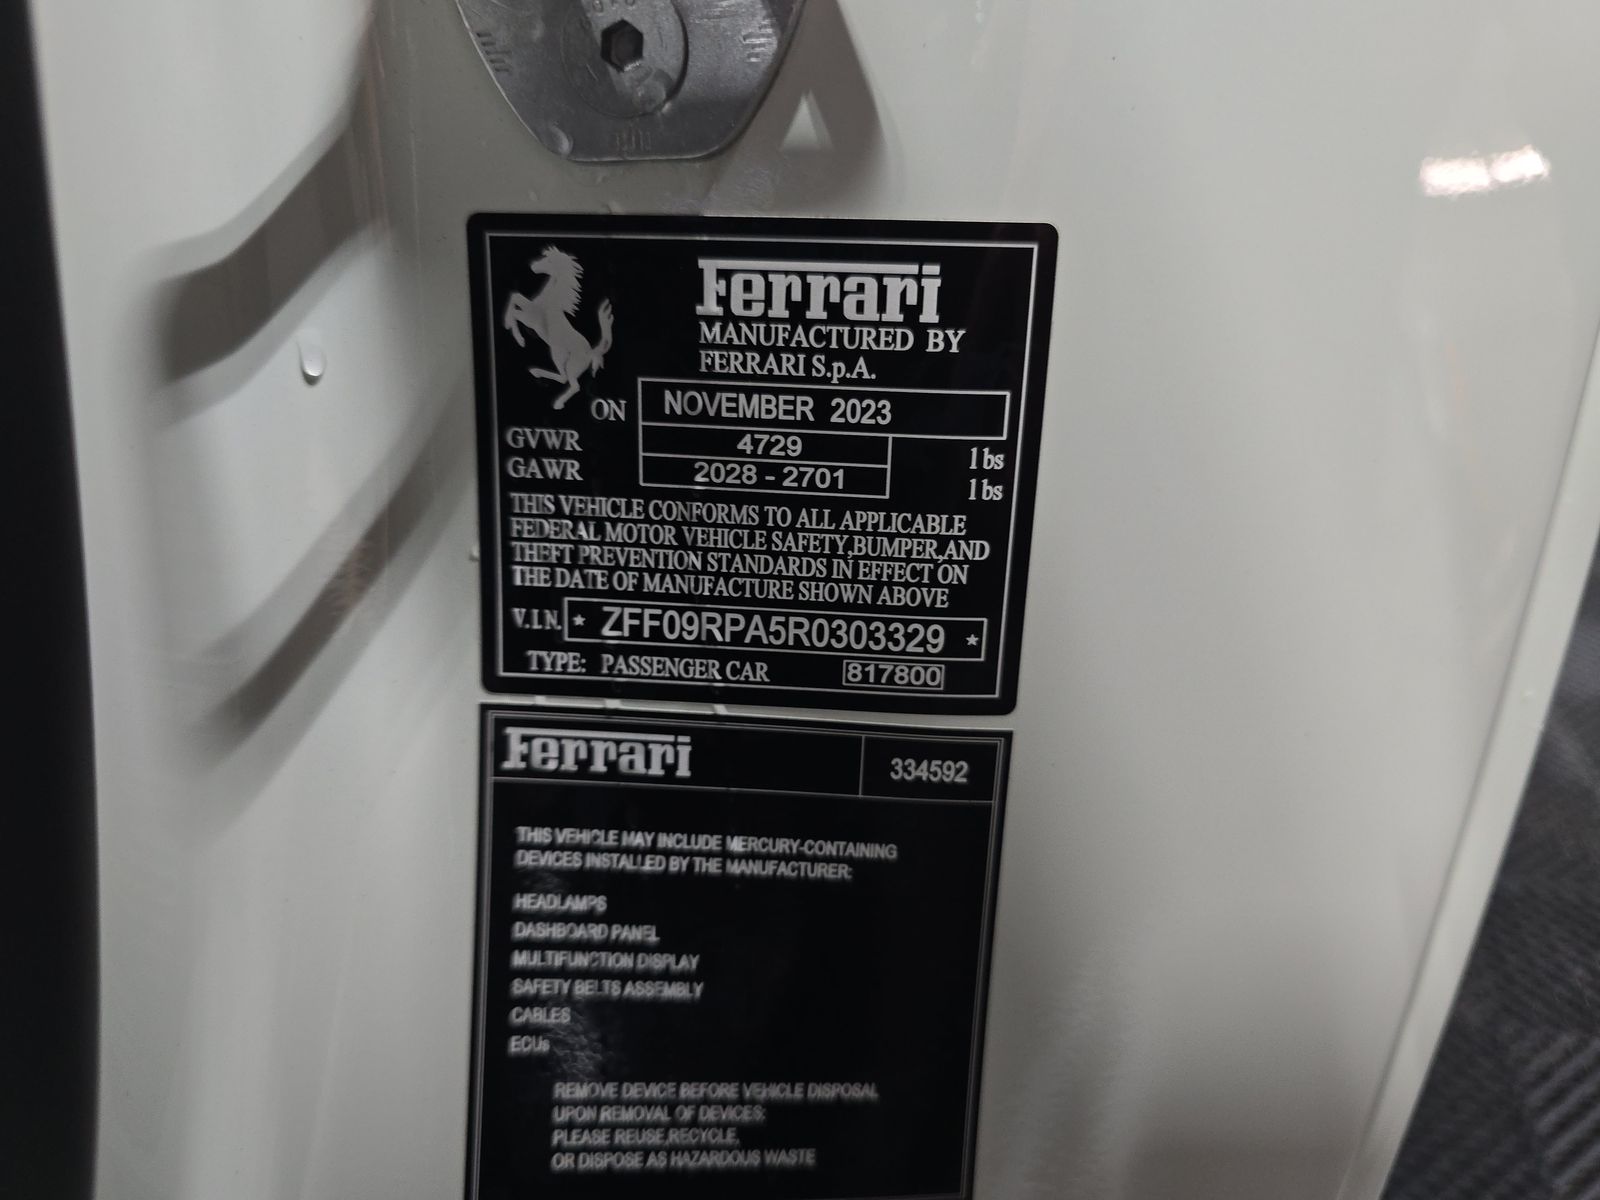 Ferrari
MANUFACTURED BY
FERRARI S.p.A.
ON NOVEMBER 2023
GVWR 4729 lbs
GAWR 2028 - 2701 lbs
THIS VEHICLE CONFORMS TO ALL APPLICABLE
FEDERAL MOTOR VEHICLE SAFETY,BUMPER,AND
THEFT PREVENTION STANDARDS IN EFFECT ON
THE DATE OF MANUFACTURE SHOWN ABOVE
V.I.N. * ZFF09RPA5R0303329 *
TYPE: PASSENGER CAR 817800
Ferrari 334592
THIS VEHICLE MAY INCLUDE MERCURY-CONTAINING
DEVICES INSTALLED BY THE MANUFACTURER:
HEADLAMPS
DASHBOARD PANEL
MULTIFUNCTION DISPLAY
SAFETY BELTS ASSEMBLY
CABLES
ECUs
REMOVE DEVICE BEFORE VEHICLE DISPOSAL
UPON REMOVAL OF DEVICES:
PLEASE REUSE,RECYCLE,
OR DISPOSE AS HAZARDOUS WASTE